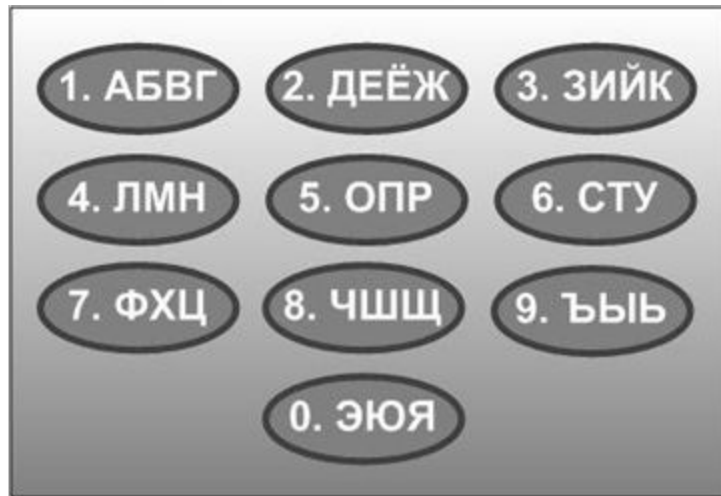 1. АБВГ 2. ДЕЁЖ 3. ЗИЙК
4. ЛМН 5. ОПР 6. СТУ
7. ФХЦ 8. ЧШЩ 9. ЪЫЬ
0. ЭЮЯ